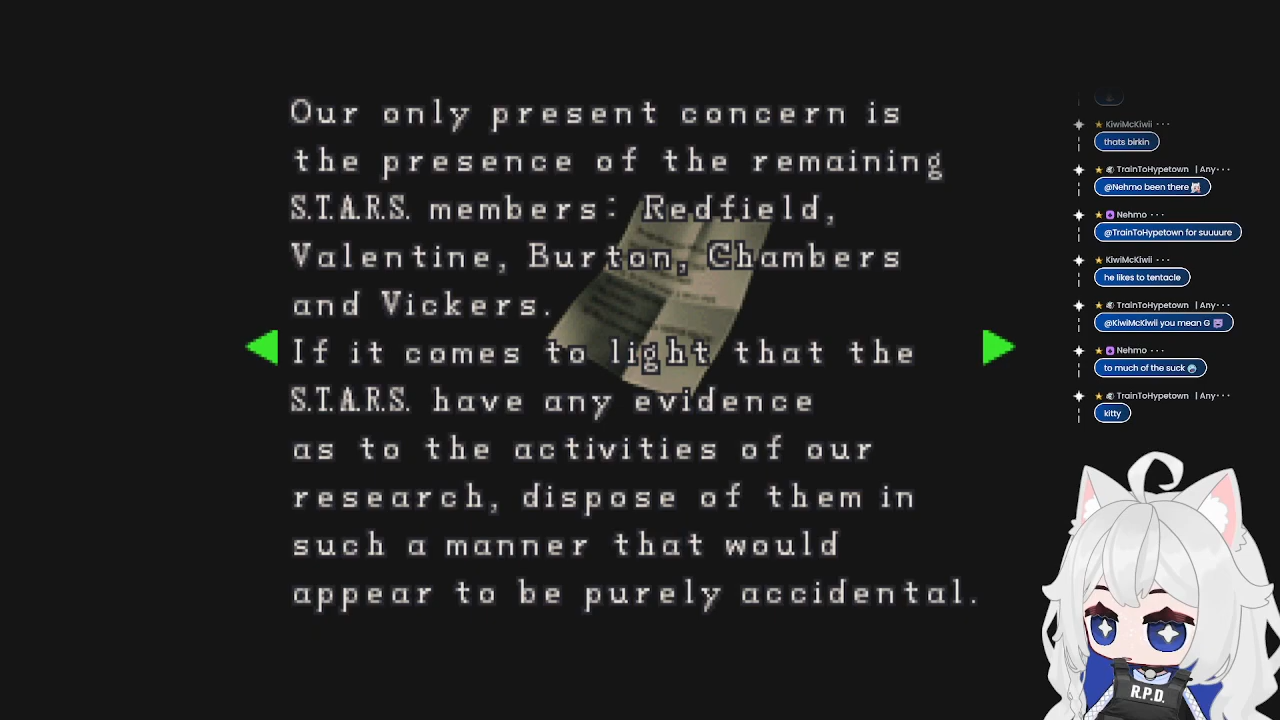 Our only present concern is
the presence of the remaining
S.T.A.R.S. members: Redfield,
Valentine, Burton, Chambers
and Vickers.
If it comes to light that the
S.T.A.R.S. have any evidence
as to the activities of our
research, dispose of them in
such a manner that would
appear to be purely accidental.
KiwiMcKiwii ···
thats birkin
TrainToHypetown | Any···
@Nehmo been there
Nehmo ···
@TrainToHypetown for suuuure
KiwiMcKiwii ···
he likes to tentacle
TrainToHypetown | Any···
@KiwiMcKiwii you mean G
Nehmo ···
to much of the suck
TrainToHypetown | Any···
kitty
R.P.D.